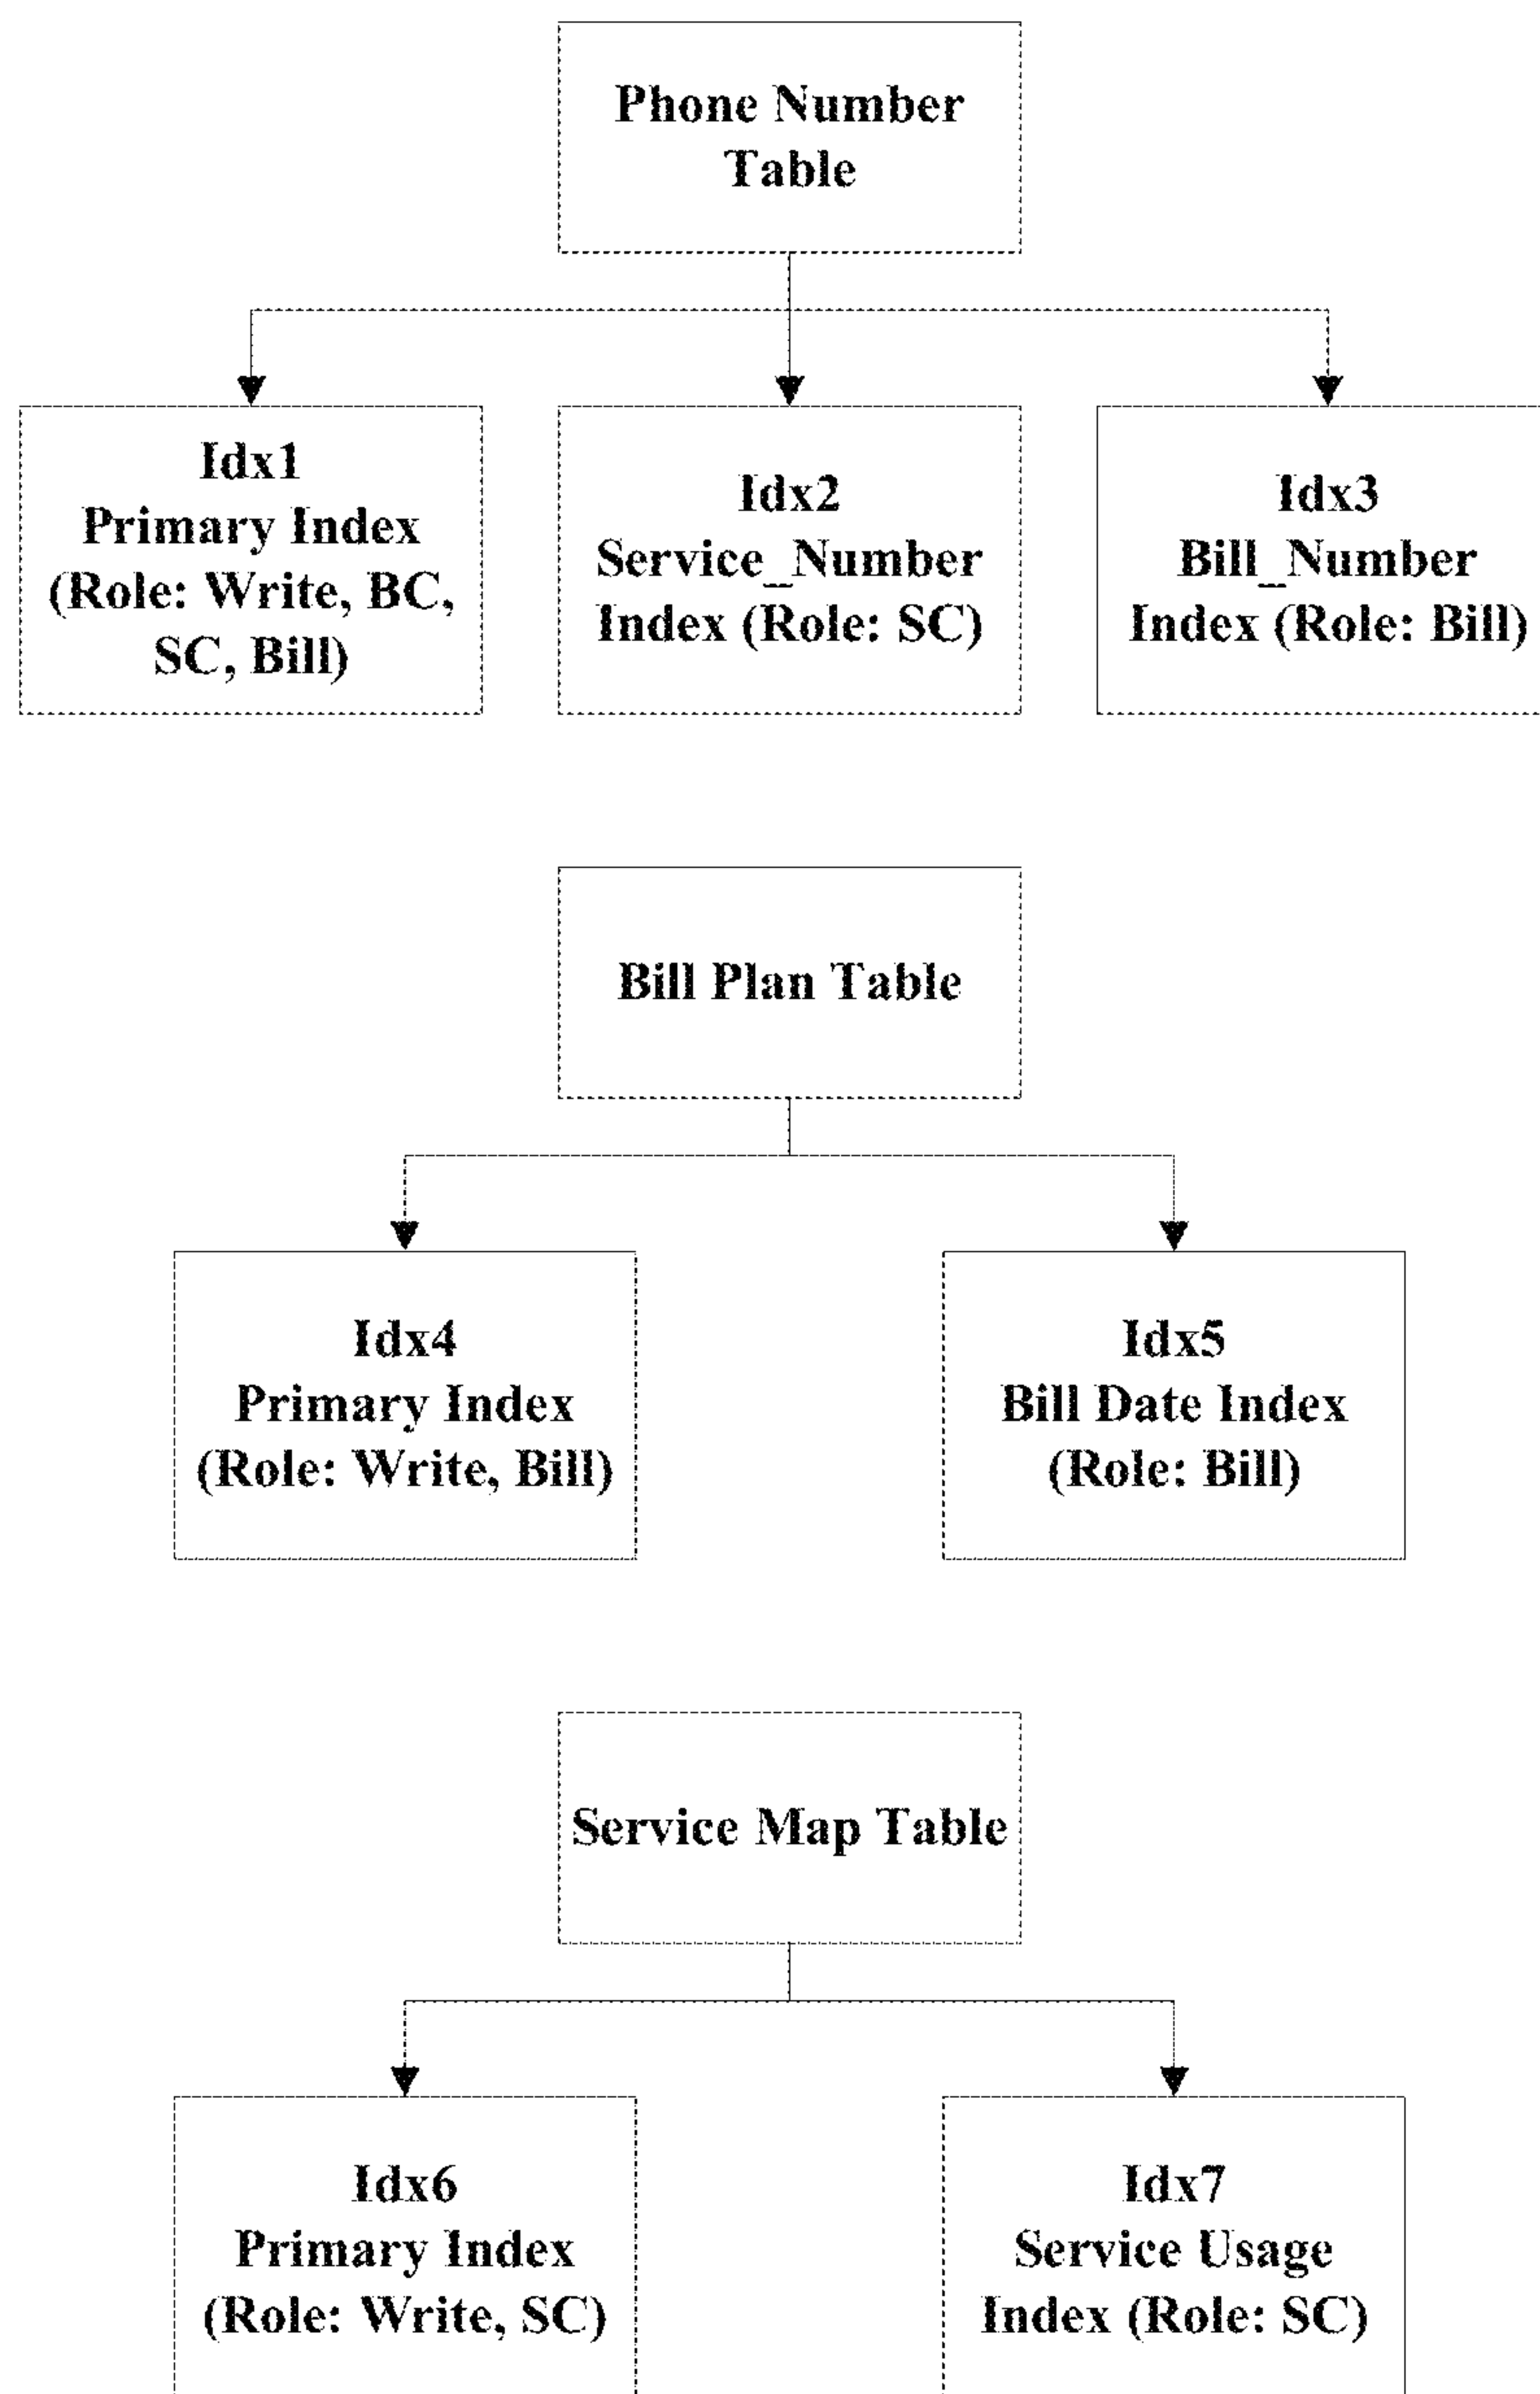 Phone Number
Table
Idx1
Primary Index
(Role: Write, BC,
SC, Bill)
Idx2
Service_Number
Index (Role: SC)
Idx3
Bill_Number
Index (Role: Bill)
Bill Plan Table
Idx4
Primary Index
(Role: Write, Bill)
Idx5
Bill Date Index
(Role: Bill)
Service Map Table
Idx6
Primary Index
(Role: Write, SC)
Idx7
Service Usage
Index (Role: SC)